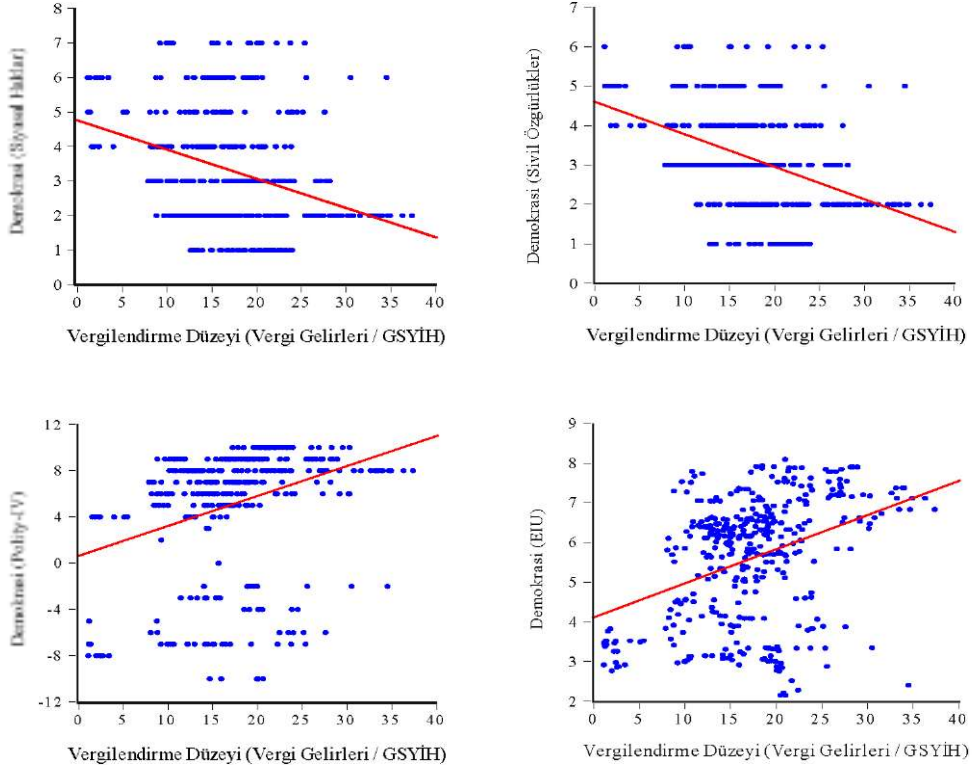 Demokrasi (Siyasal Haklar)
8
7
6
5
4
3
2
1
0
0 5 10 15 20 25 30 35 40
Vergilendirme Düzeyi (Vergi Gelirleri / GSYİH)
Demokrasi (Sivil Özgürlükler)
7
6
5
4
3
2
1
0
0 5 10 15 20 25 30 35 40
Vergilendirme Düzeyi (Vergi Gelirleri / GSYİH)
Demokrasi (Polity-IV)
12
8
4
0
-4
-8
-12
0 5 10 15 20 25 30 35 40
Vergilendirme Düzeyi (Vergi Gelirleri / GSYİH)
Demokrasi (EIU)
9
8
7
6
5
4
3
2
0 5 10 15 20 25 30 35 40
Vergilendirme Düzeyi (Vergi Gelirleri / GSYİH)